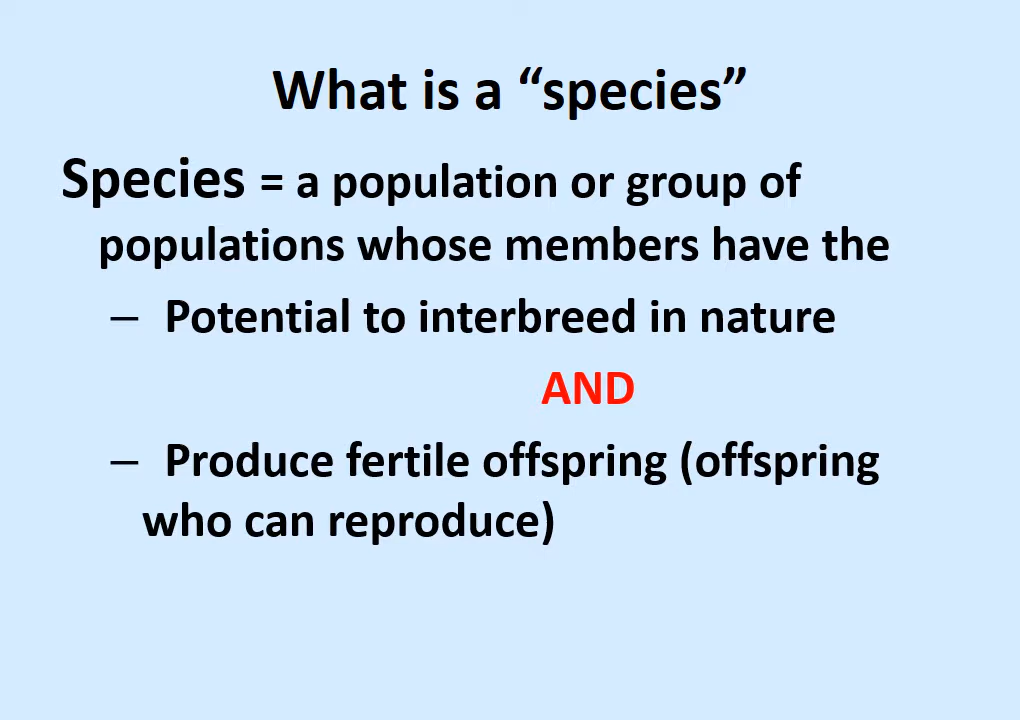 What is a “species”
Species = a population or group of
populations whose members have the
– Potential to interbreed in nature
AND
– Produce fertile offspring (offspring
who can reproduce)